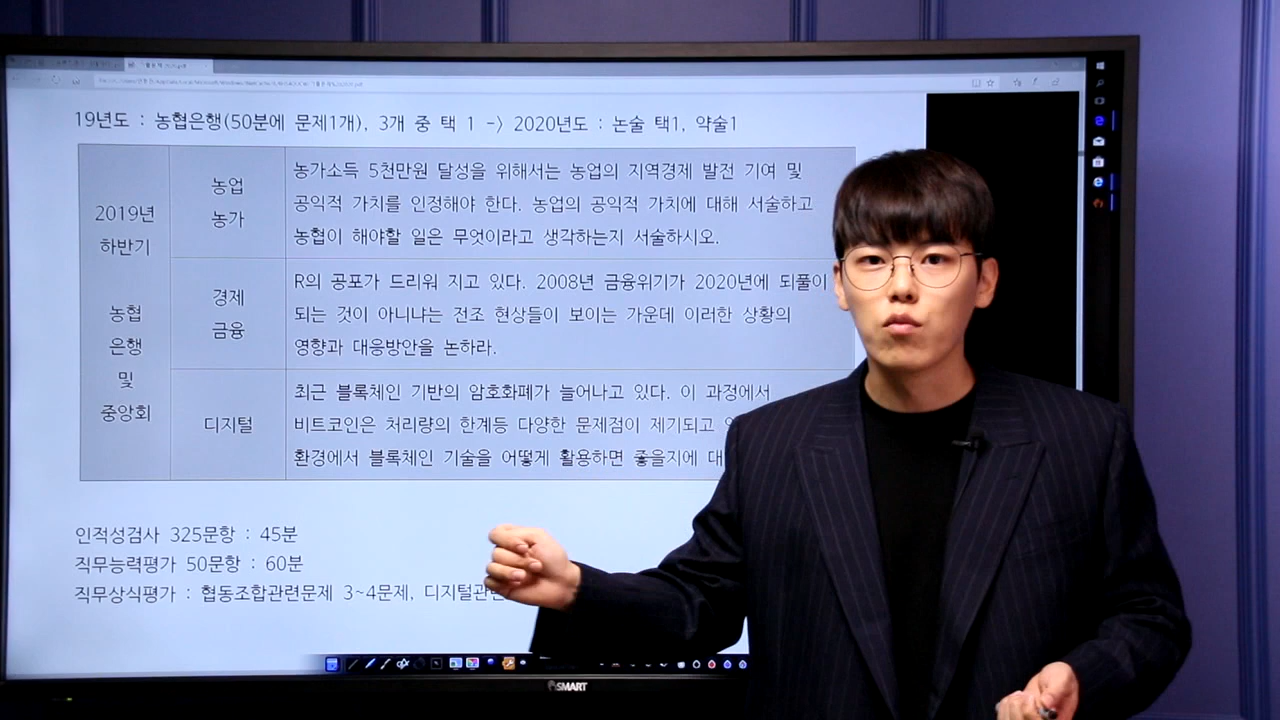 19년도 : 농협은행(50분에 문제1개), 3개 중 택 1 -> 2020년도 : 논술 택1, 약술1
2019년
하반기
농협
은행
및
중앙회
농업
농가
농가소득 5천만원 달성을 위해서는 농업의 지역경제 발전 기여 및
공익적 가치를 인정해야 한다. 농업의 공익적 가치에 대해 서술하고
농협이 해야할 일은 무엇이라고 생각하는지 서술하시오.
경제
금융
R의 공포가 드리워 지고 있다. 2008년 금융위기가 2020년에 되풀이
되는 것이 아니냐는 전조 현상들이 보이는 가운데 이러한 상황의
영향과 대응방안을 논하라.
디지털
최근 블록체인 기반의 암호화폐가 늘어나고 있다. 이 과정에서
비트코인은 처리량의 한계등 다양한 문제점이 제기되고
환경에서 블록체인 기술을 어떻게 활용하면 좋을지에
인적성검사 325문항 : 45분
직무능력평가 50문항 : 60분
직무상식평가 : 협동조합관련문제 3~4문제, 디지털관련
SMART